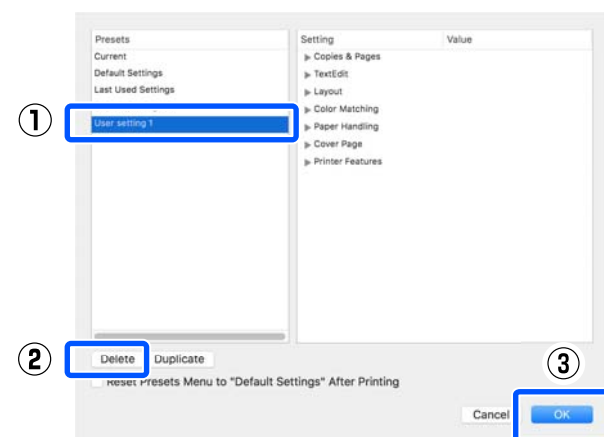 Presets
Current
Default Settings
Last Used Settings
User setting 1
Setting Value
Copies & Pages
TextEdit
Layout
Color Matching
Paper Handling
Cover Page
Printer Features
1
2
Delete Duplicate
Reset Presets Menu to "Default Settings" After Printing
3
Cancel OK